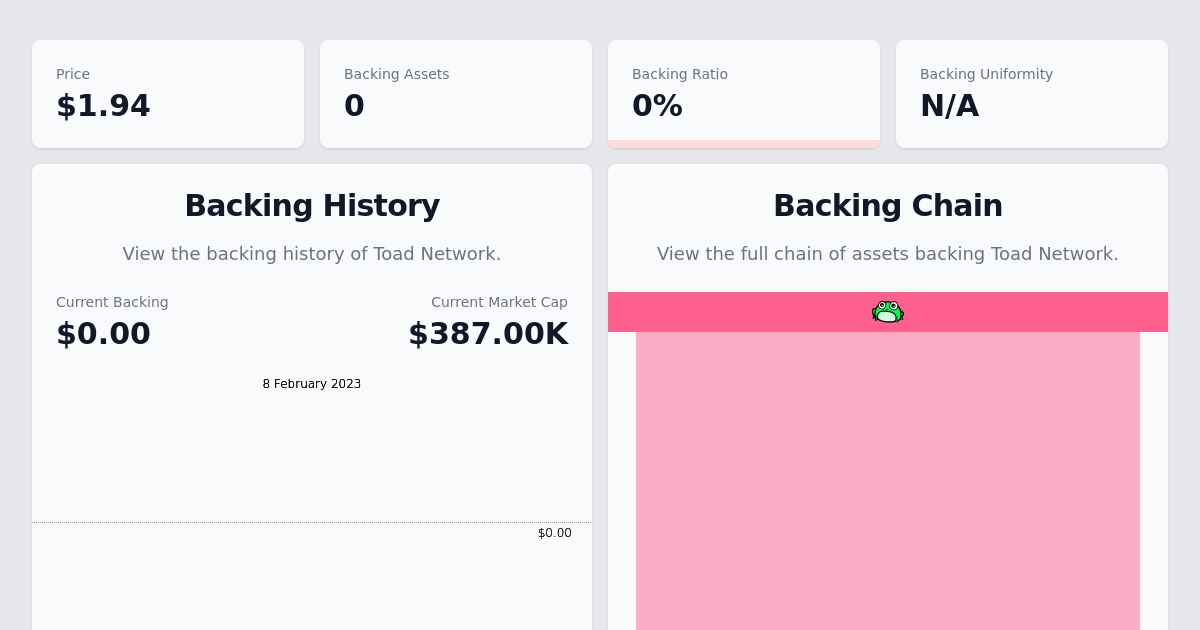 Price
$1.94
Backing Assets
0
Backing Ratio
0%
Backing Uniformity
N/A
Backing History
View the backing history of Toad Network.
Current Backing
$0.00
Current Market Cap
$387.00K
8 February 2023
$0.00
Backing Chain
View the full chain of assets backing Toad Network.